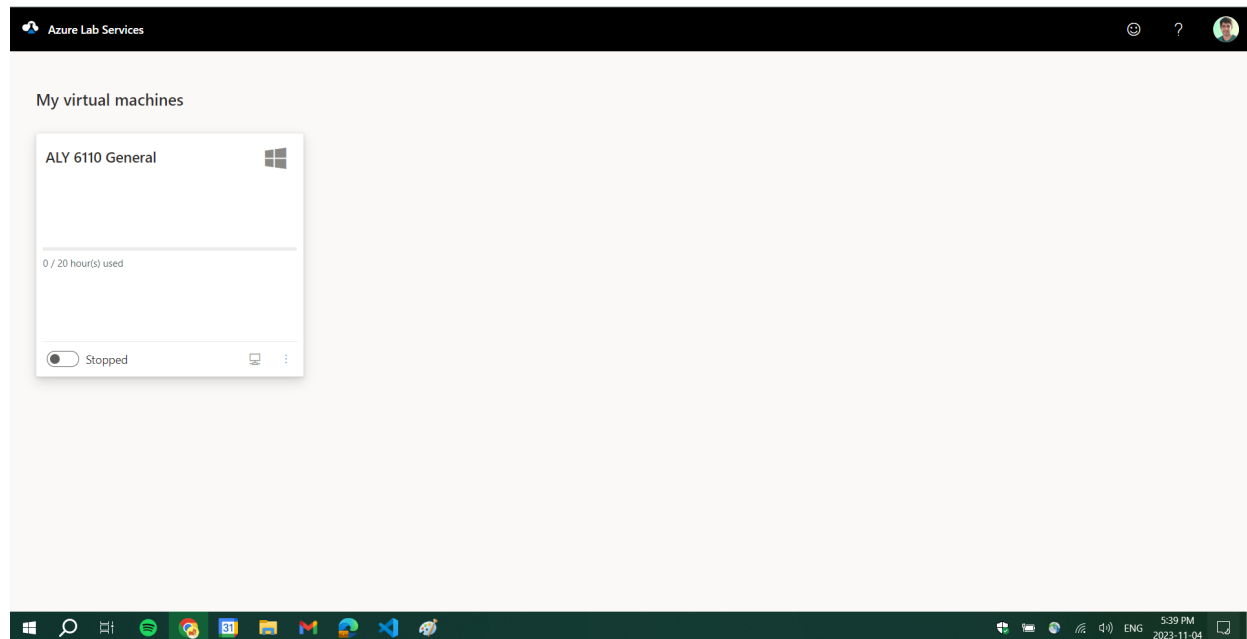 Azure Lab Services
?
My virtual machines
ALY 6110 General
0 / 20 hour(s) used
Stopped
31
ENG
5:39 PM
2023-11-04